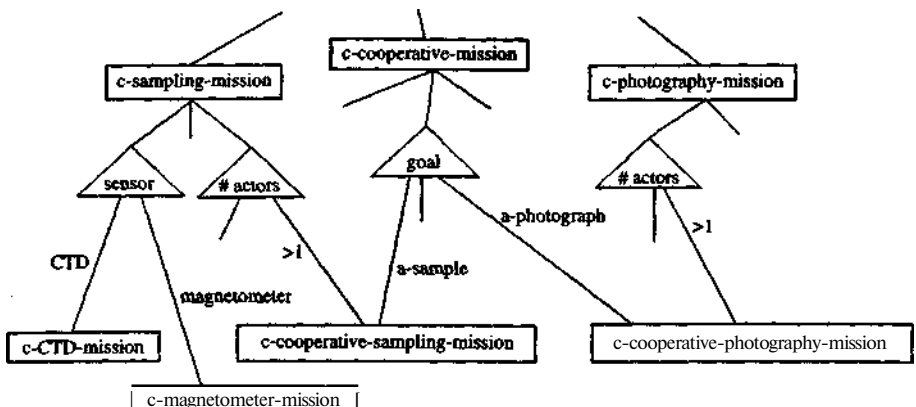 c-cooperative-mission
c-sampling-mission
c-photography-mission
sensor
# actors
goal
# actors
a-photograph
>1
CTD
>1
a-sample
magnetometer
c-CTD-mission
c-cooperative-sampling-mission
c-cooperative-photography-mission
c-magnetometer-mission